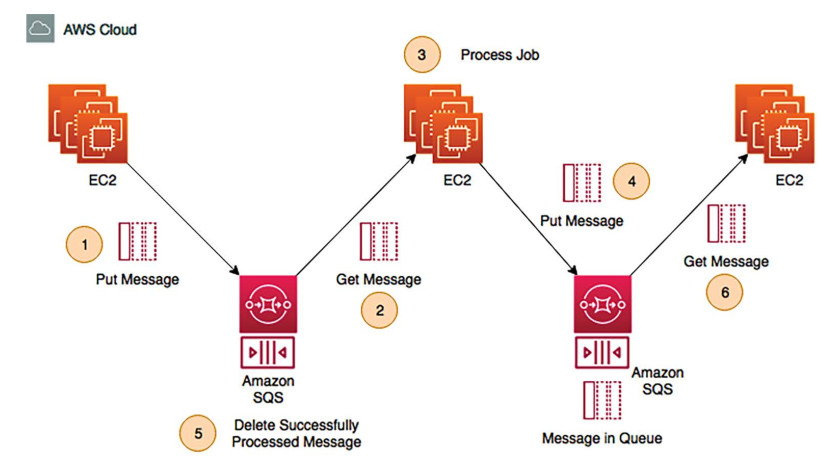 AWS Cloud
3
Process Job
EC2
EC2
EC2
4
Put Message
1
Put Message
Get Message
2
Get Message
6
Amazon
SQS
Amazon
SQS
5
Delete Successfully
Processed Message
Message in Queue